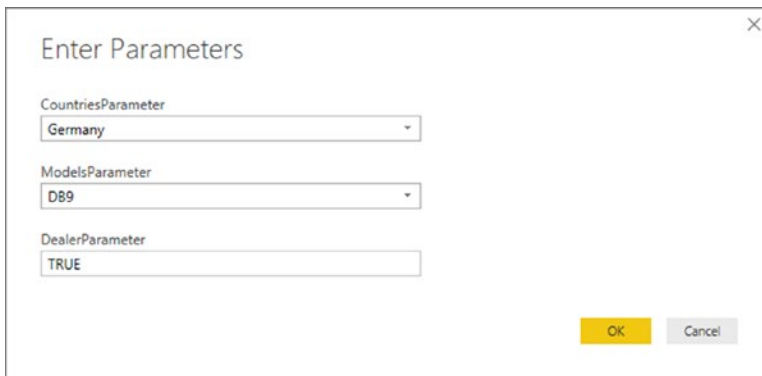 Enter Parameters
CountriesParameter
Germany
ModelsParameter
DB9
DealerParameter
TRUE
OK Cancel